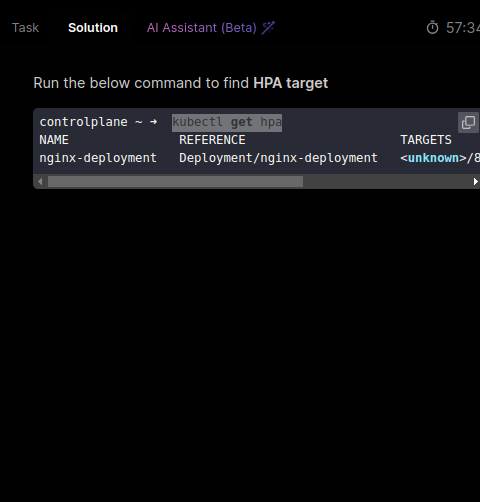 Task Solution AI Assistant (Beta) 57:34
Run the below command to find HPA target
controlplane ~ ➜ kubectl get hpa
NAME REFERENCE TARGETS
nginx-deployment Deployment/nginx-deployment <unknown>/8